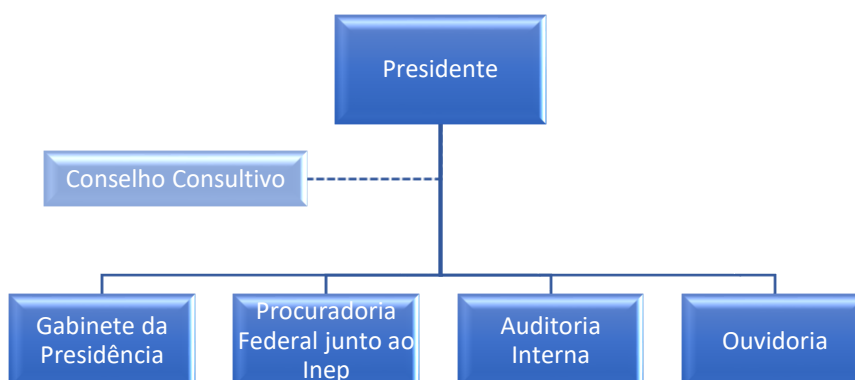 Presidente
Conselho Consultivo
Gabinete da
Presidência
Procuradoria
Federal junto ao
Inep
Auditoria
Interna
Ouvidoria